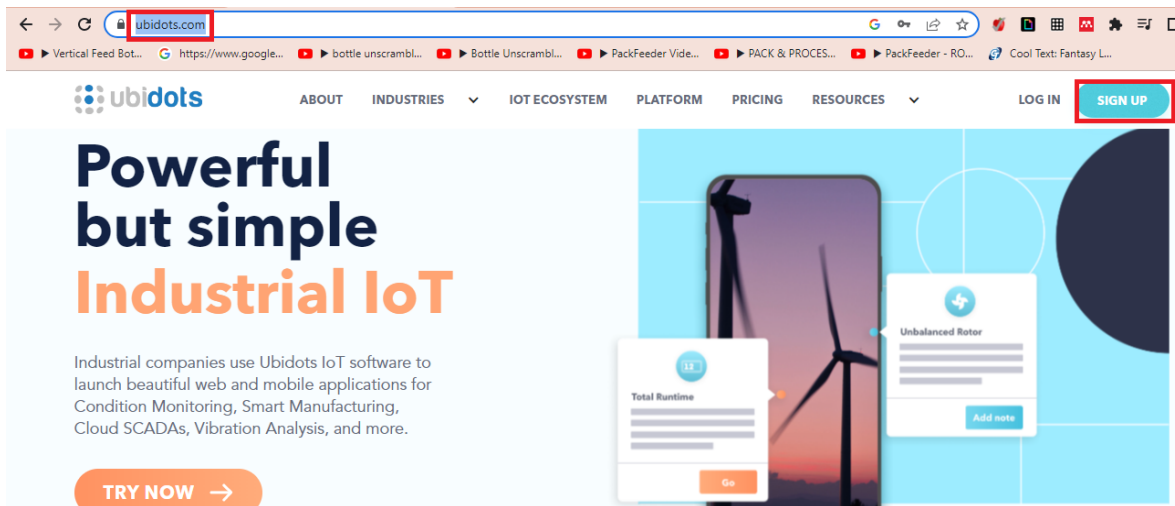 ubidots.com
Vertical Feed Bot... https://www.google... bottle unscrambl... Bottle Unscrambl... PackFeeder Vide... PACK & PROCES... PackFeeder - RO... Cool Text: Fantasy L...
ubidots ABOUT INDUSTRIES IOT ECOSYSTEM PLATFORM PRICING RESOURCES LOG IN SIGN UP
Powerful
but simple
Industrial IoT
Industrial companies use Ubidots IoT software to
launch beautiful web and mobile applications for
Condition Monitoring, Smart Manufacturing,
Cloud SCADAs, Vibration Analysis, and more.
TRY NOW →
Unbalanced Rotor
Add note
12
Total Runtime
Go